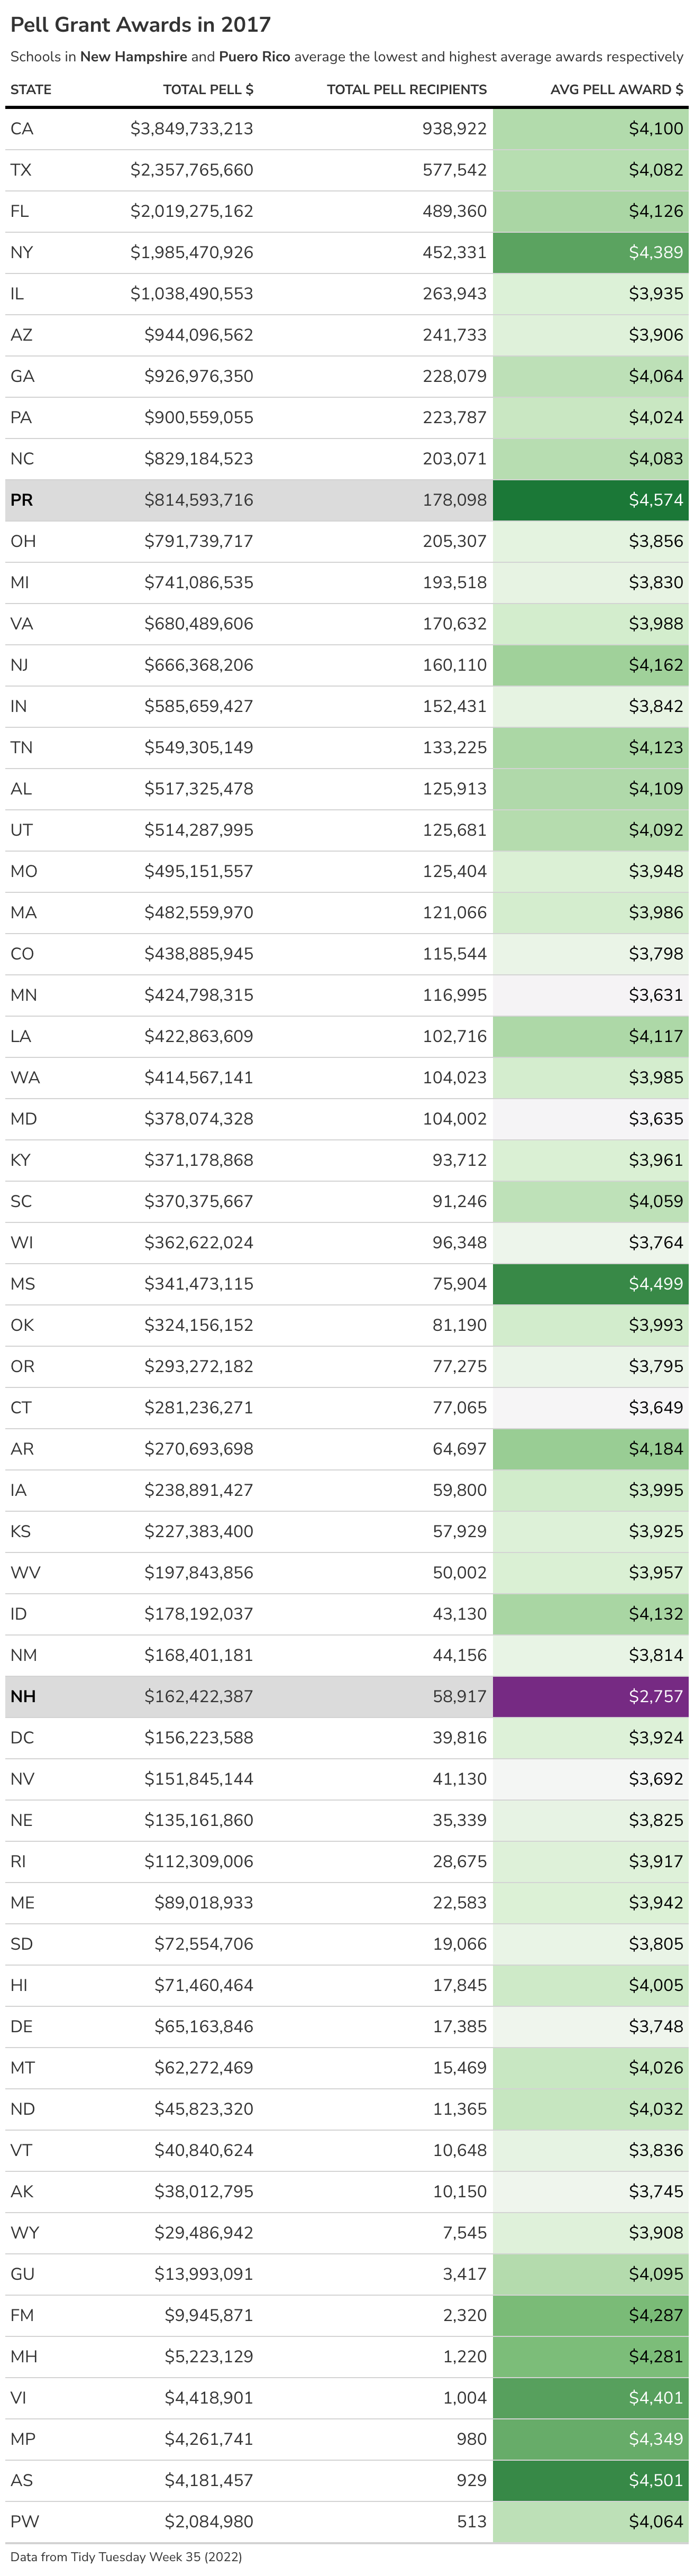 Pell Grant Awards in 2017
Schools in New Hampshire and Puero Rico average the lowest and highest average awards respectively
STATE TOTAL PELL $ TOTAL PELL RECIPIENTS AVG PELL AWARD $
CA $3,849,733,213 938,922 $4,100
TX $2,357,765,660 577,542 $4,082
FL $2,019,275,162 489,360 $4,126
NY $1,985,470,926 452,331 $4,389
IL $1,038,490,553 263,943 $3,935
AZ $944,096,562 241,733 $3,906
GA $926,976,350 228,079 $4,064
PA $900,559,055 223,787 $4,024
NC $829,184,523 203,071 $4,083
PR $814,593,716 178,098 $4,574
OH $791,739,717 205,307 $3,856
MI $741,086,535 193,518 $3,830
VA $680,489,606 170,632 $3,988
NJ $666,368,206 160,110 $4,162
IN $585,659,427 152,431 $3,842
TN $549,305,149 133,225 $4,123
AL $517,325,478 125,913 $4,109
UT $514,287,995 125,681 $4,092
MO $495,151,557 125,404 $3,948
MA $482,559,970 121,066 $3,986
CO $438,885,945 115,544 $3,798
MN $424,798,315 116,995 $3,631
LA $422,863,609 102,716 $4,117
WA $414,567,141 104,023 $3,985
MD $378,074,328 104,002 $3,635
KY $371,178,868 93,712 $3,961
SC $370,375,667 91,246 $4,059
WI $362,622,024 96,348 $3,764
MS $341,473,115 75,904 $4,499
OK $324,156,152 81,190 $3,993
OR $293,272,182 77,275 $3,795
CT $281,236,271 77,065 $3,649
AR $270,693,698 64,697 $4,184
IA $238,891,427 59,800 $3,995
KS $227,383,400 57,929 $3,925
WV $197,843,856 50,002 $3,957
ID $178,192,037 43,130 $4,132
NM $168,401,181 44,156 $3,814
NH $162,422,387 58,917 $2,757
DC $156,223,588 39,816 $3,924
NV $151,845,144 41,130 $3,692
NE $135,161,860 35,339 $3,825
RI $112,309,006 28,675 $3,917
ME $89,018,933 22,583 $3,942
SD $72,554,706 19,066 $3,805
HI $71,460,464 17,845 $4,005
DE $65,163,846 17,385 $3,748
MT $62,272,469 15,469 $4,026
ND $45,823,320 11,365 $4,032
VT $40,840,624 10,648 $3,836
AK $38,012,795 10,150 $3,745
WY $29,486,942 7,545 $3,908
GU $13,993,091 3,417 $4,095
FM $9,945,871 2,320 $4,287
MH $5,223,129 1,220 $4,281
VI $4,418,901 1,004 $4,401
MP $4,261,741 980 $4,349
AS $4,181,457 929 $4,501
PW $2,084,980 513 $4,064
Data from Tidy Tuesday Week 35 (2022)